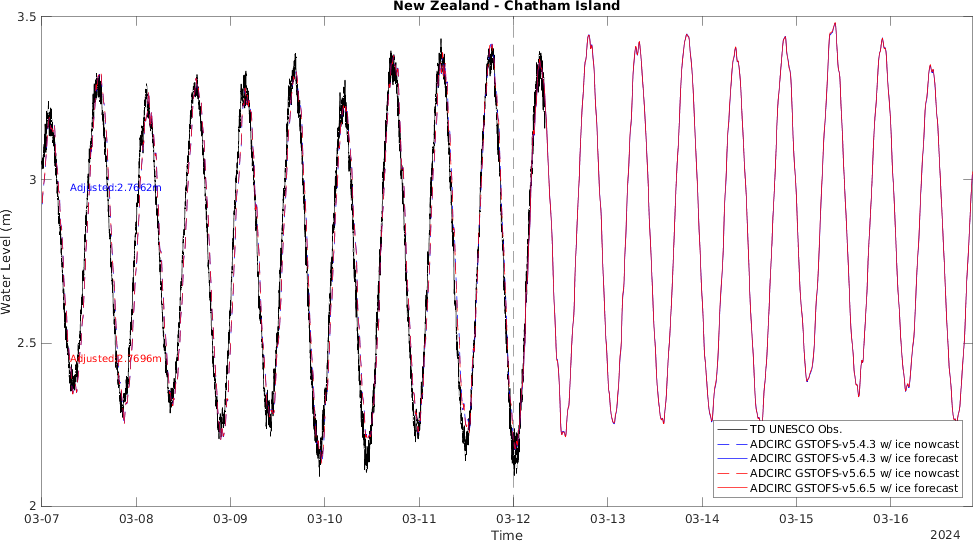 New Zealand - Chatham Island
3.5
3
2.5
2
Water Level (m)
Adjusted:2.7662m
Adjusted:2.7696m
TD UNESCO Obs.
ADCIRC GSTOFS-v5.4.3 w/ ice nowcast
ADCIRC GSTOFS-v5.4.3 w/ ice forecast
ADCIRC GSTOFS-v5.6.5 w/ ice nowcast
ADCIRC GSTOFS-v5.6.5 w/ ice forecast
03-07 03-08 03-09 03-10 03-11 03-12 03-13 03-14 03-15 03-16
Time
2024